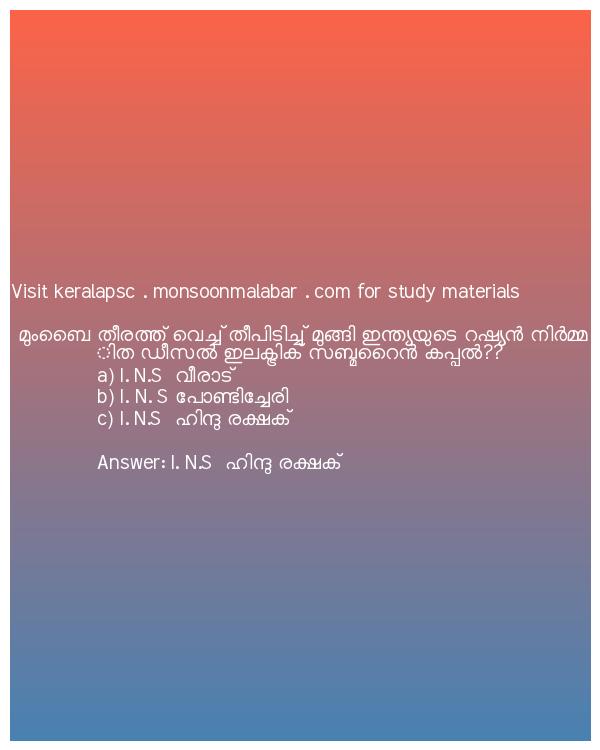 Visit keralapsc . monsoonmalabar . com for study materials
മുംബൈ തീരത്ത് വെച്ച് തീപിടിച്ച് മുങ്ങി ഇന്ത്യയുടെ റഷ്യൻ നിർമ്മ
ിത ഡീസൽ ഇലക്ട്രിക് സബ്മറൈൻ കപ്പൽ??
a) I. N.S വീരാട്
b) I. N. S പോണ്ടിച്ചേരി
c) I. N.S ഹിന്ദു രക്ഷക്
Answer: I. N.S ഹിന്ദു രക്ഷക്